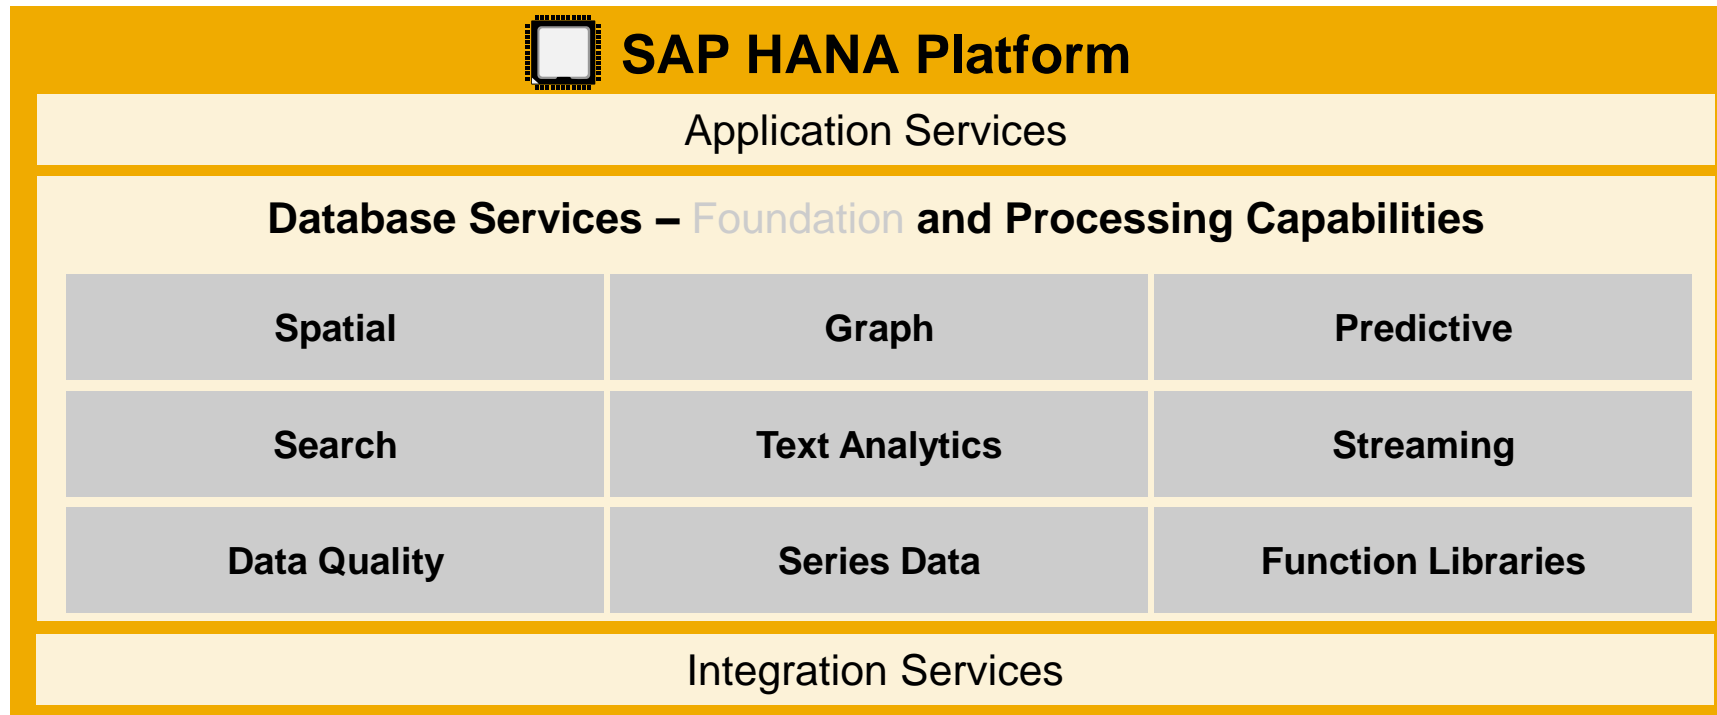 SAP HANA Platform
Application Services
Database Services – Foundation and Processing Capabilities
Spatial
Graph
Predictive
Search
Text Analytics
Streaming
Data Quality
Series Data
Function Libraries
Integration Services